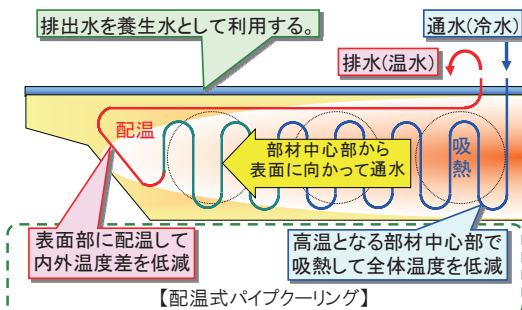 排出水を養生水として利用する。
通水(冷水)
排水(温水)
配温
部材中心部から
表面に向かって通水
吸熱
表面部に配温して
内外温度差を低減
高温となる部材中心部で
吸熱して全体温度を低減
【配温式パイプクーリング】